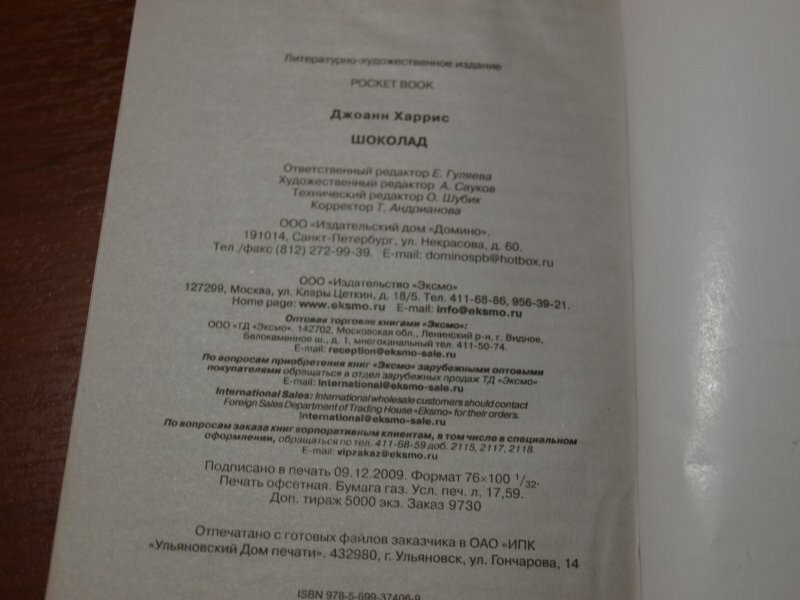 Литературно-художественное издание
POCKET BOOK
Джоанн Харрис
ШОКОЛАД
Ответственный редактор Е. Гуляева
Художественный редактор А. Сауков
Технический редактор О. Шубик
Корректор Т. Андрианова
ООО «Издательский дом «Домино».
191014, Санкт-Петербург, ул. Некрасова, д. 60.
Тел./факс (812) 272-99-39. E-mail: dominospb@hotbox.ru
ООО «Издательство «Эксмо»
127299, Москва, ул. Клары Цеткин, д. 18/5. Тел. 411-68-86, 956-39-21.
Home page: www.eksmo.ru E-mail: info@eksmo.ru
Оптовая торговля книгами «Эксмо»:
ООО «ТД «Эксмо». 142702, Московская обл., Ленинский р-н, г. Видное,
Белокаменное ш., д. 1, многоканальный тел. 411-50-74.
E-mail: reception@eksmo-sale.ru
По вопросам приобретения книг «Эксмо» зарубежными оптовыми
покупателями обращаться в отдел зарубежных продаж ТД «Эксмо»
E-mail: international@eksmo-sale.ru
International Sales: International wholesale customers should contact
Foreign Sales Department of Trading House «Eksmo» for their orders.
international@eksmo-sale.ru
По вопросам заказа книг корпоративным клиентам, в том числе в специальном
оформлении, обращаться по тел. 411-68-59 доб. 2115, 2117, 2118.
E-mail: vipzakaz@eksmo.ru
Подписано в печать 09.12.2009. Формат 76×100 1/32.
Печать офсетная. Бумага газ. Усл. печ. л. 17,59.
Доп. тираж 5000 экз. Заказ 9730
Отпечатано с готовых файлов заказчика в ОАО «ИПК
«Ульяновский Дом печати». 432980, г. Ульяновск, ул. Гончарова, 14
ISBN 978-5-699-37406-9